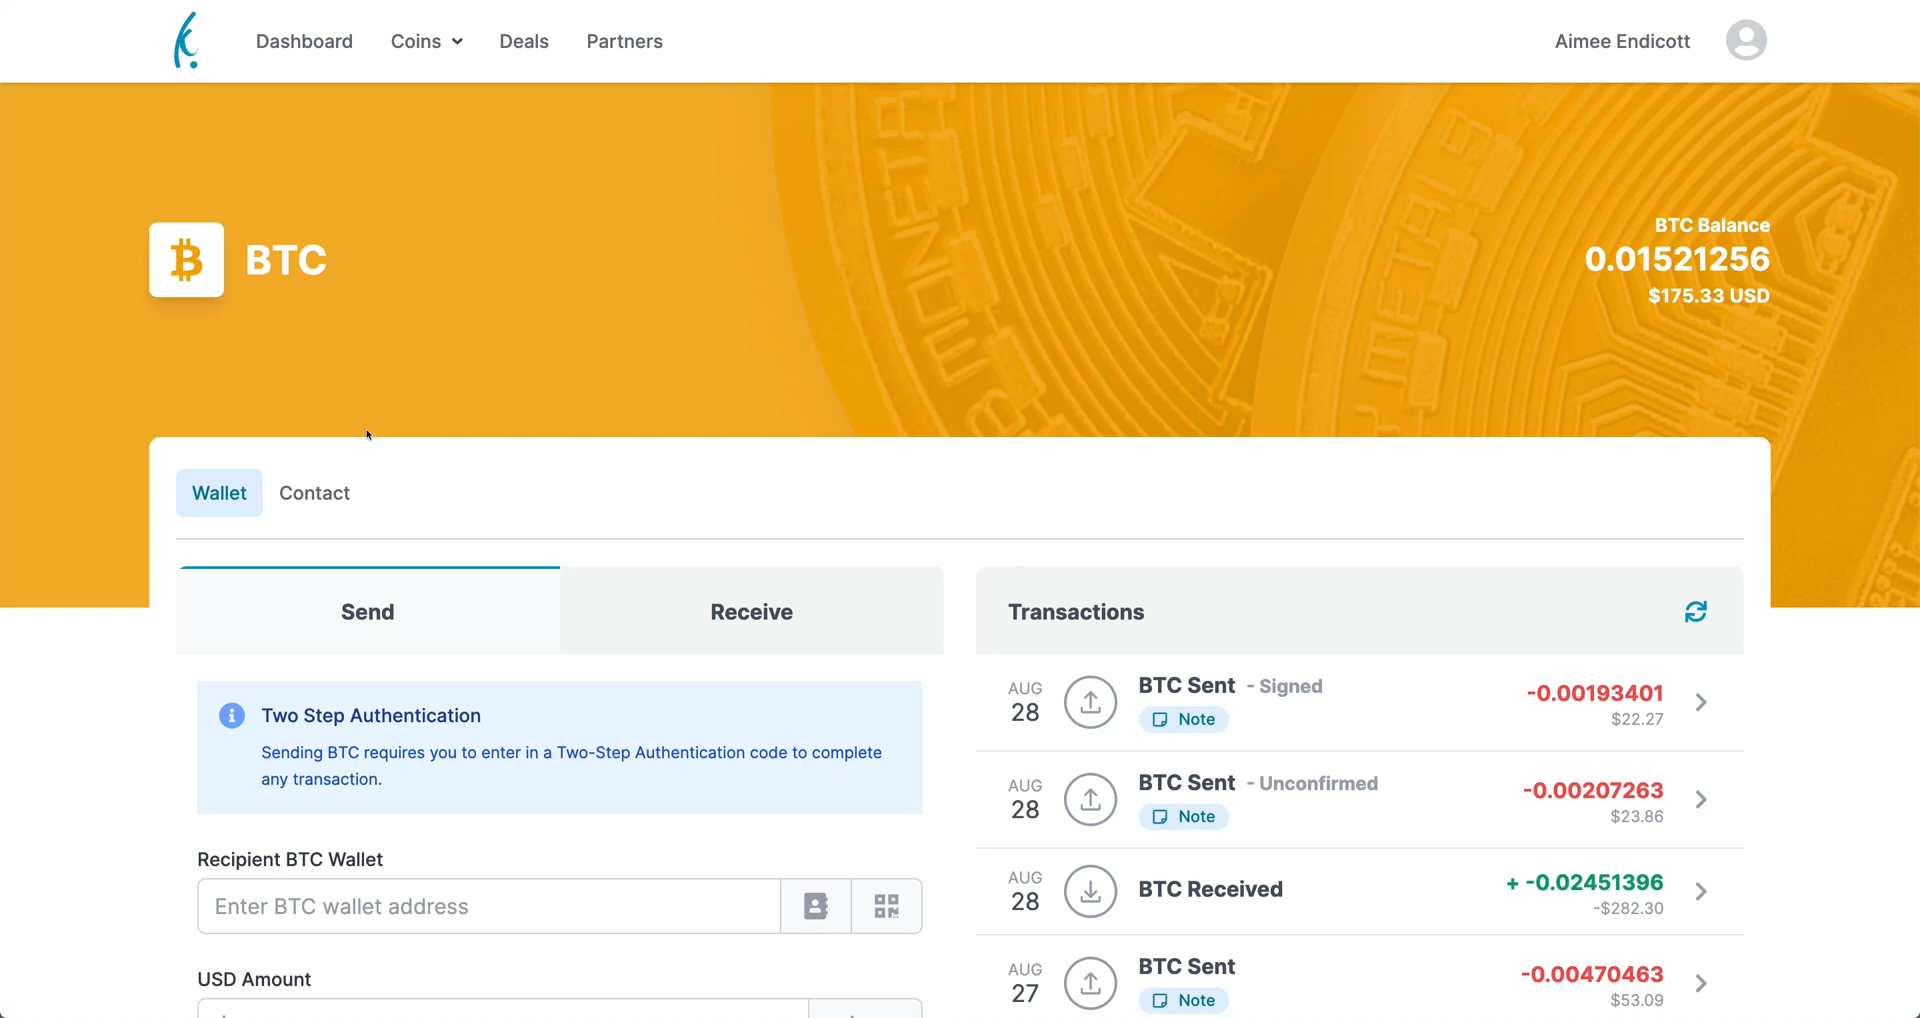 Dashboard
Coins
Deals
Partners
Aimee Endicott
MONETA
METALS
BTC
BTC Balance
0.01521256
$175.33 USD
Wallet
Contact
Send
Receive
Two Step Authentication
Sending BTC requires you to enter in a Two-Step Authentication code to complete
any transaction.
Recipient BTC Wallet
Enter BTC wallet address
USD Amount
Transactions
AUG
28
BTC Sent - Signed
Note
-0.00193401
$22.27
AUG
28
BTC Sent - Unconfirmed
Note
-0.00207263
$23.86
AUG
28
BTC Received
+ -0.02451396
-$282.30
AUG
27
BTC Sent
Note
-0.00470463
$53.09